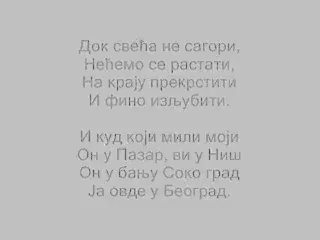 Док свећа не сагори,
Нећемо се растати,
На крају прекрстити
И фино изљубити.
И куд који мили моји
Он у Пазар, ви у Ниш
Он у бању Соко град
Ја овде у Београд.